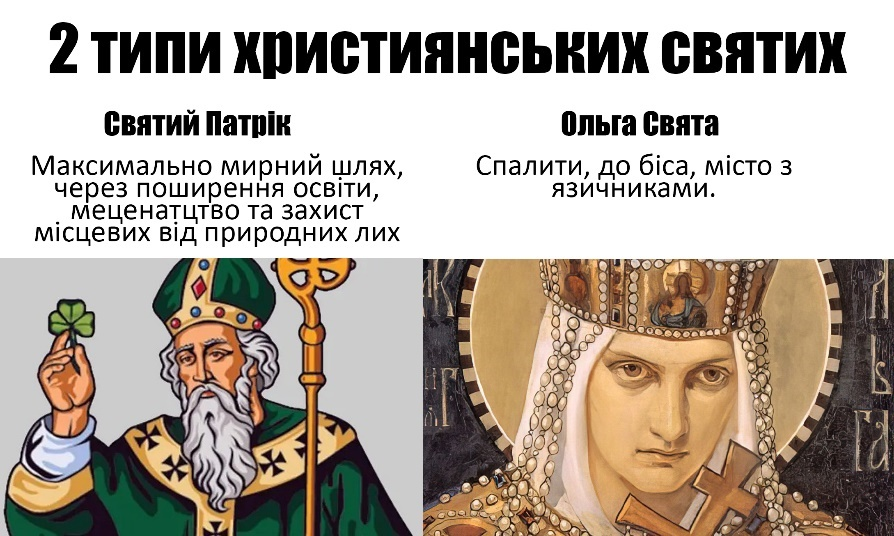 2 типи християнських святих
Святий Патрік
Максимально мирний шлях,
через поширення освіти,
меценатцтво та захист
місцевих від природних лих
Ольга Свята
Спалити, до біса, місто з
язичниками.